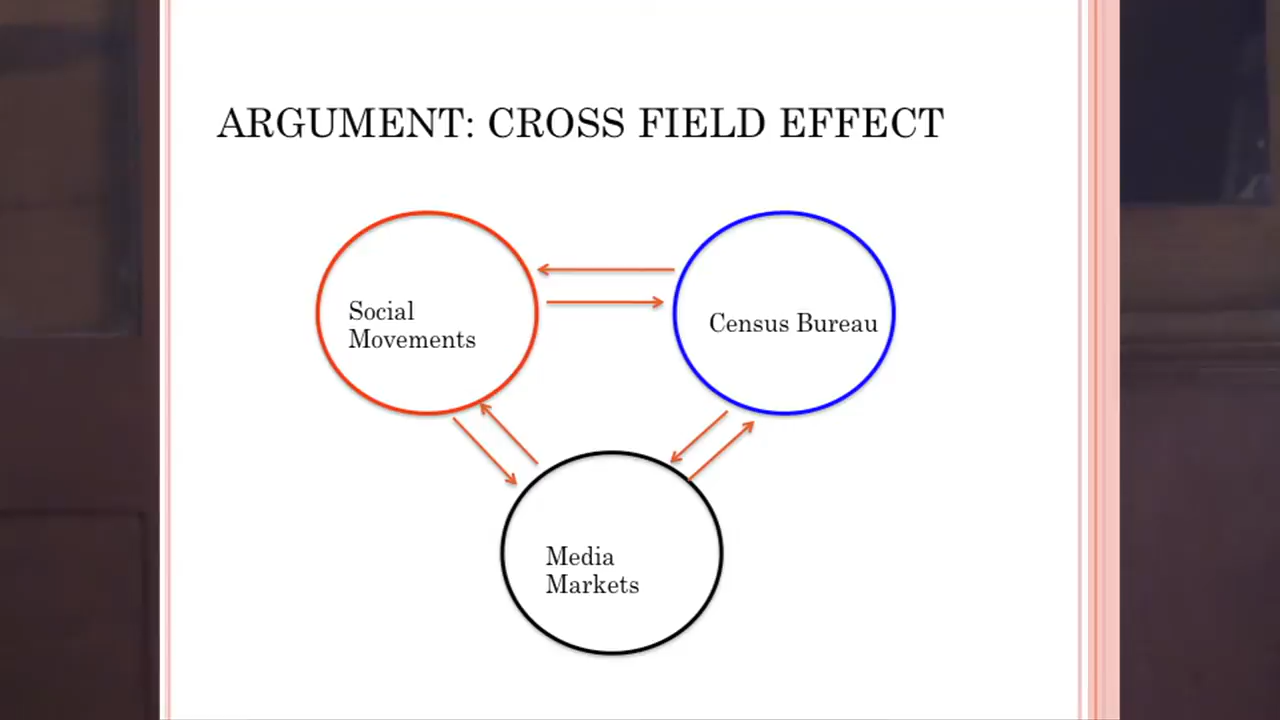 ARGUMENT: CROSS FIELD EFFECT
Social
Movements
Census Bureau
Media
Markets